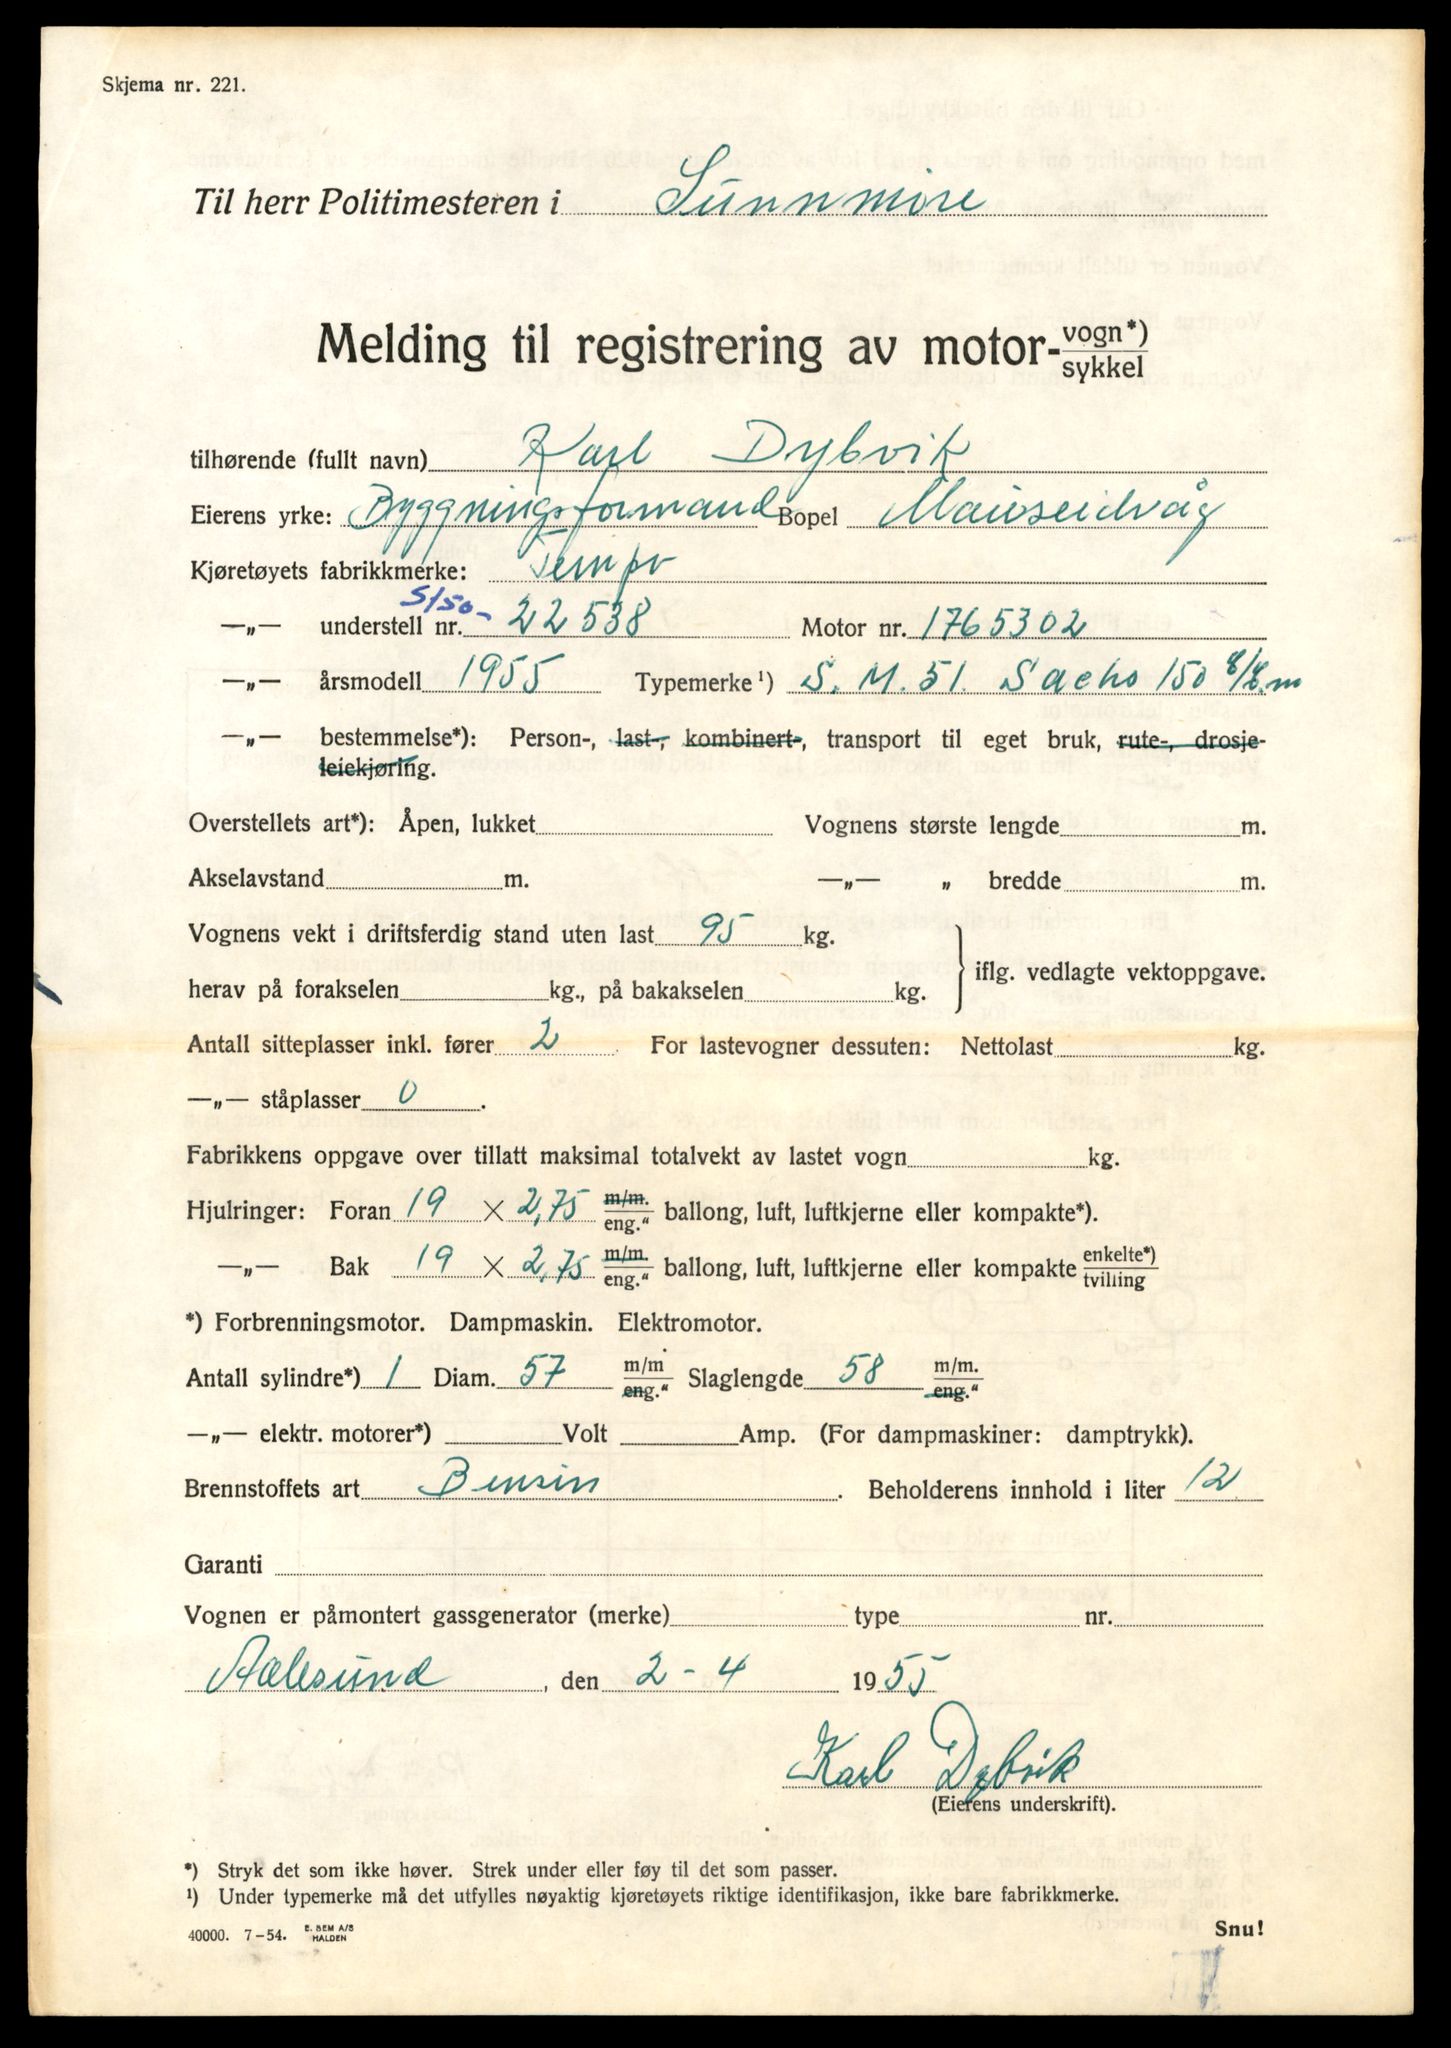 Skjema nr. 221.
Til herr Politimesteren i Sunnmöre
Melding til registrering av motor-vogn*)
sykkel
tilhørende (fullt navn) Karl Dybvik
Eierens yrke: Byggningsformand Bopel Mauseidvåg
Kjøretøyets fabrikkmerke: Tempo
—„— understell nr. S150-22538 Motor nr. 1765302
—„— årsmodell 1955 Typemerke¹) S. M. 51. Sachs 150
—„— bestemmelse*): Person-, last-, kombinert-, transport til eget bruk, rute-, drosje-
leiekjøring.
Overstellets art*): Åpen, lukket Vognens største lengde m.
Akselavstand m. —„— „ bredde m.
Vognens vekt i driftsferdig stand uten last 95 kg.
herav på forakselen kg., på bakakselen kg. iflg. vedlagte vektoppgave.
Antall sitteplasser inkl. fører 2 For lastevogner dessuten: Nettolast kg.
—„— ståplasser 0.
Fabrikkens oppgave over tillatt maksimal totalvekt av lastet vogn kg.
Hjulringer: Foran 19 × 2,75 m/m. eng.“ ballong, luft, luftkjerne eller kompakte*).
—„— Bak 19 × 2,75 m/m. eng.“ ballong, luft, luftkjerne eller kompakte enkelte*) tvilling
*) Forbrenningsmotor. Dampmaskin. Elektromotor.
Antall sylindre*) 1 Diam. 57 m/m eng.“ Slaglengde 58 m/m. eng.“
—„— elektr. motorer*) Volt Amp. (For dampmaskiner: damptrykk).
Brennstoffets art Bensin. Beholderens innhold i liter 12
Garanti
Vognen er påmontert gassgenerator (merke) type nr.
Aalesund, den 2-4 1955
Karl Dybvik
(Eierens underskrift).
*) Stryk det som ikke høver. Strek under eller føy til det som passer.
¹) Under typemerke må det utfylles nøyaktig kjøretøyets riktige identifikasjon, ikke bare fabrikkmerke.
40000. 7-54. E. SEM A/S
HALDEN
Snu!